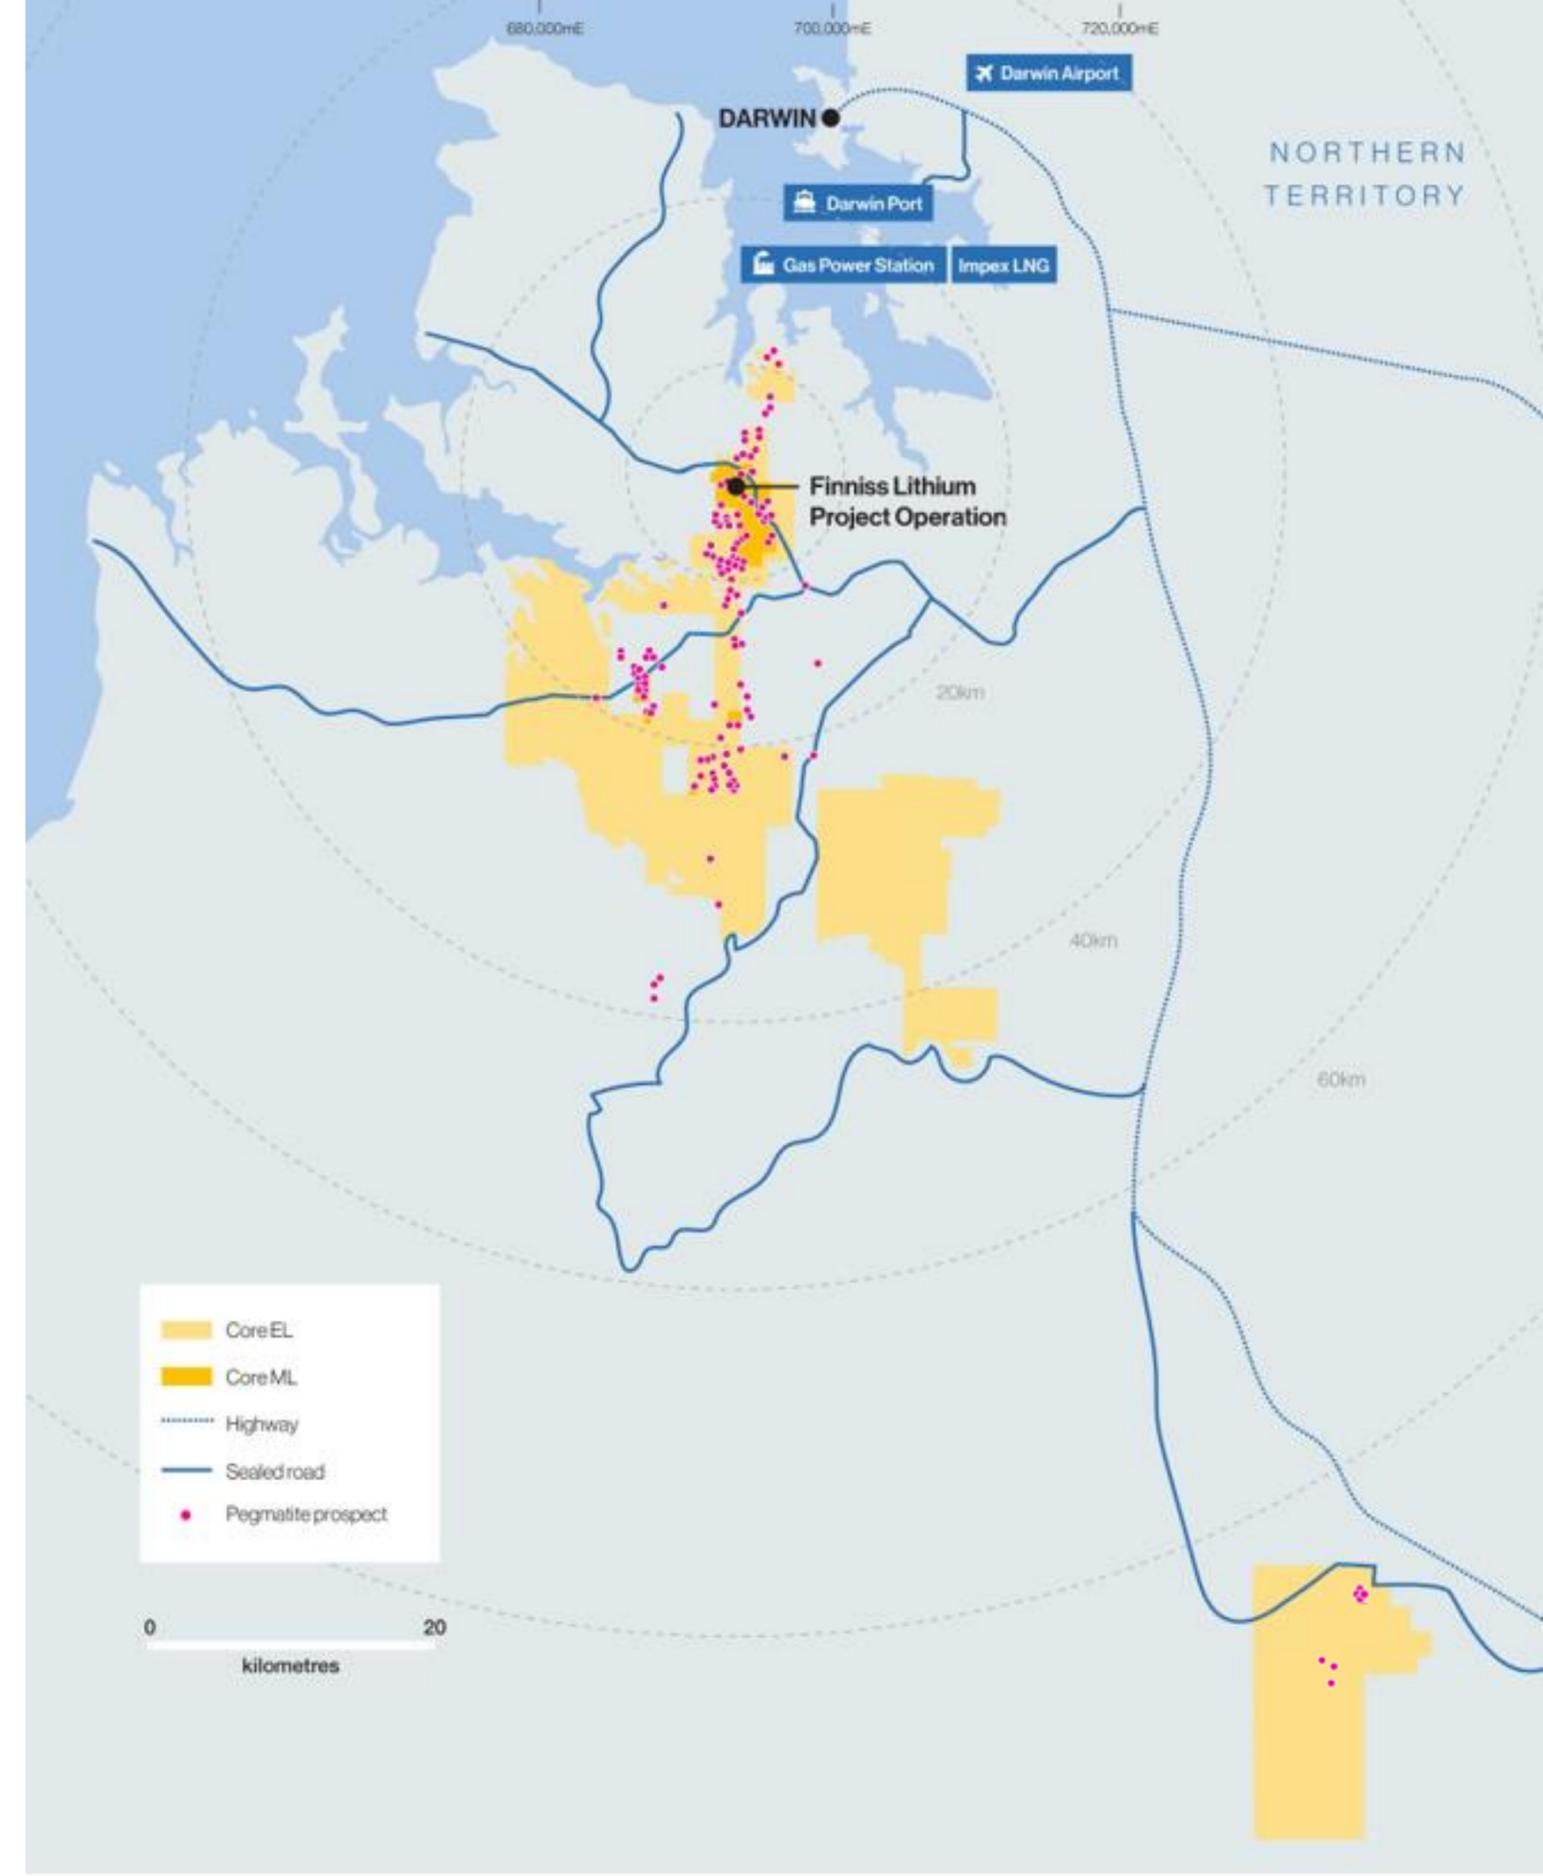 680,000mE
700,000mE
720,000mE
Darwin Airport
DARWIN
NORTHERN
TERRITORY
Darwin Port
Gas Power Station
Impex LNG
Finniss Lithium
Project Operation
20km
40km
60km
Core EL
Core ML
Highway
Sealed road
Pegmatite prospect
0
20
kilometres